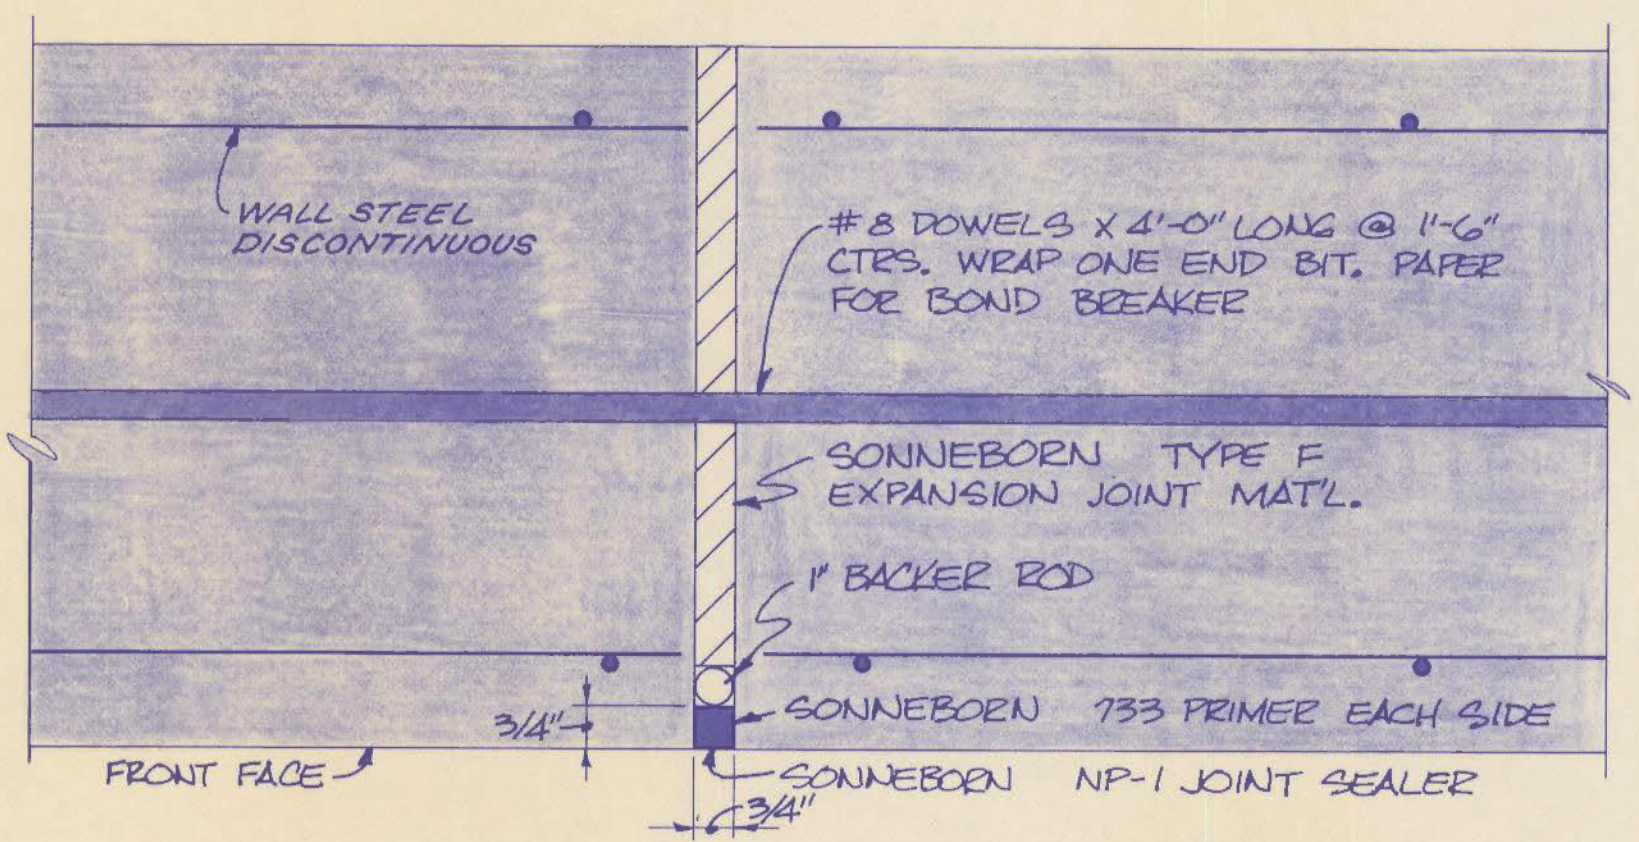 WALL STEEL
DISCONTINUOUS
#8 DOWELS X 4'-0" LONG @ 1'-6"
CTRS. WRAP ONE END BIT. PAPER
FOR BOND BREAKER
SONNEBORN TYPE F
EXPANSION JOINT MAT'L.
1" BACKER ROD
SONNEBORN 733 PRIMER EACH SIDE
3/4"
FRONT FACE
SONNEBORN NP-1 JOINT SEALER
3/4"